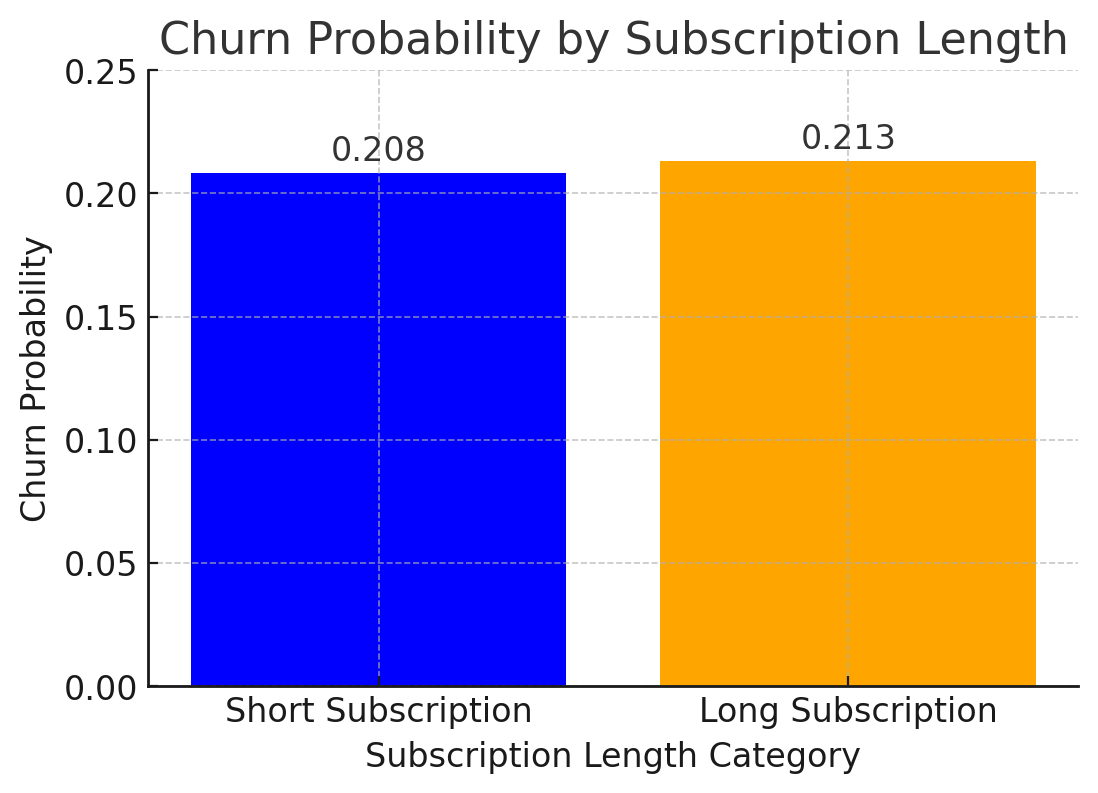 Churn Probability by Subscription Length
0.25
0.20
0.15
0.10
0.05
0.00
Churn Probability
0.208
0.213
Short Subscription
Long Subscription
Subscription Length Category